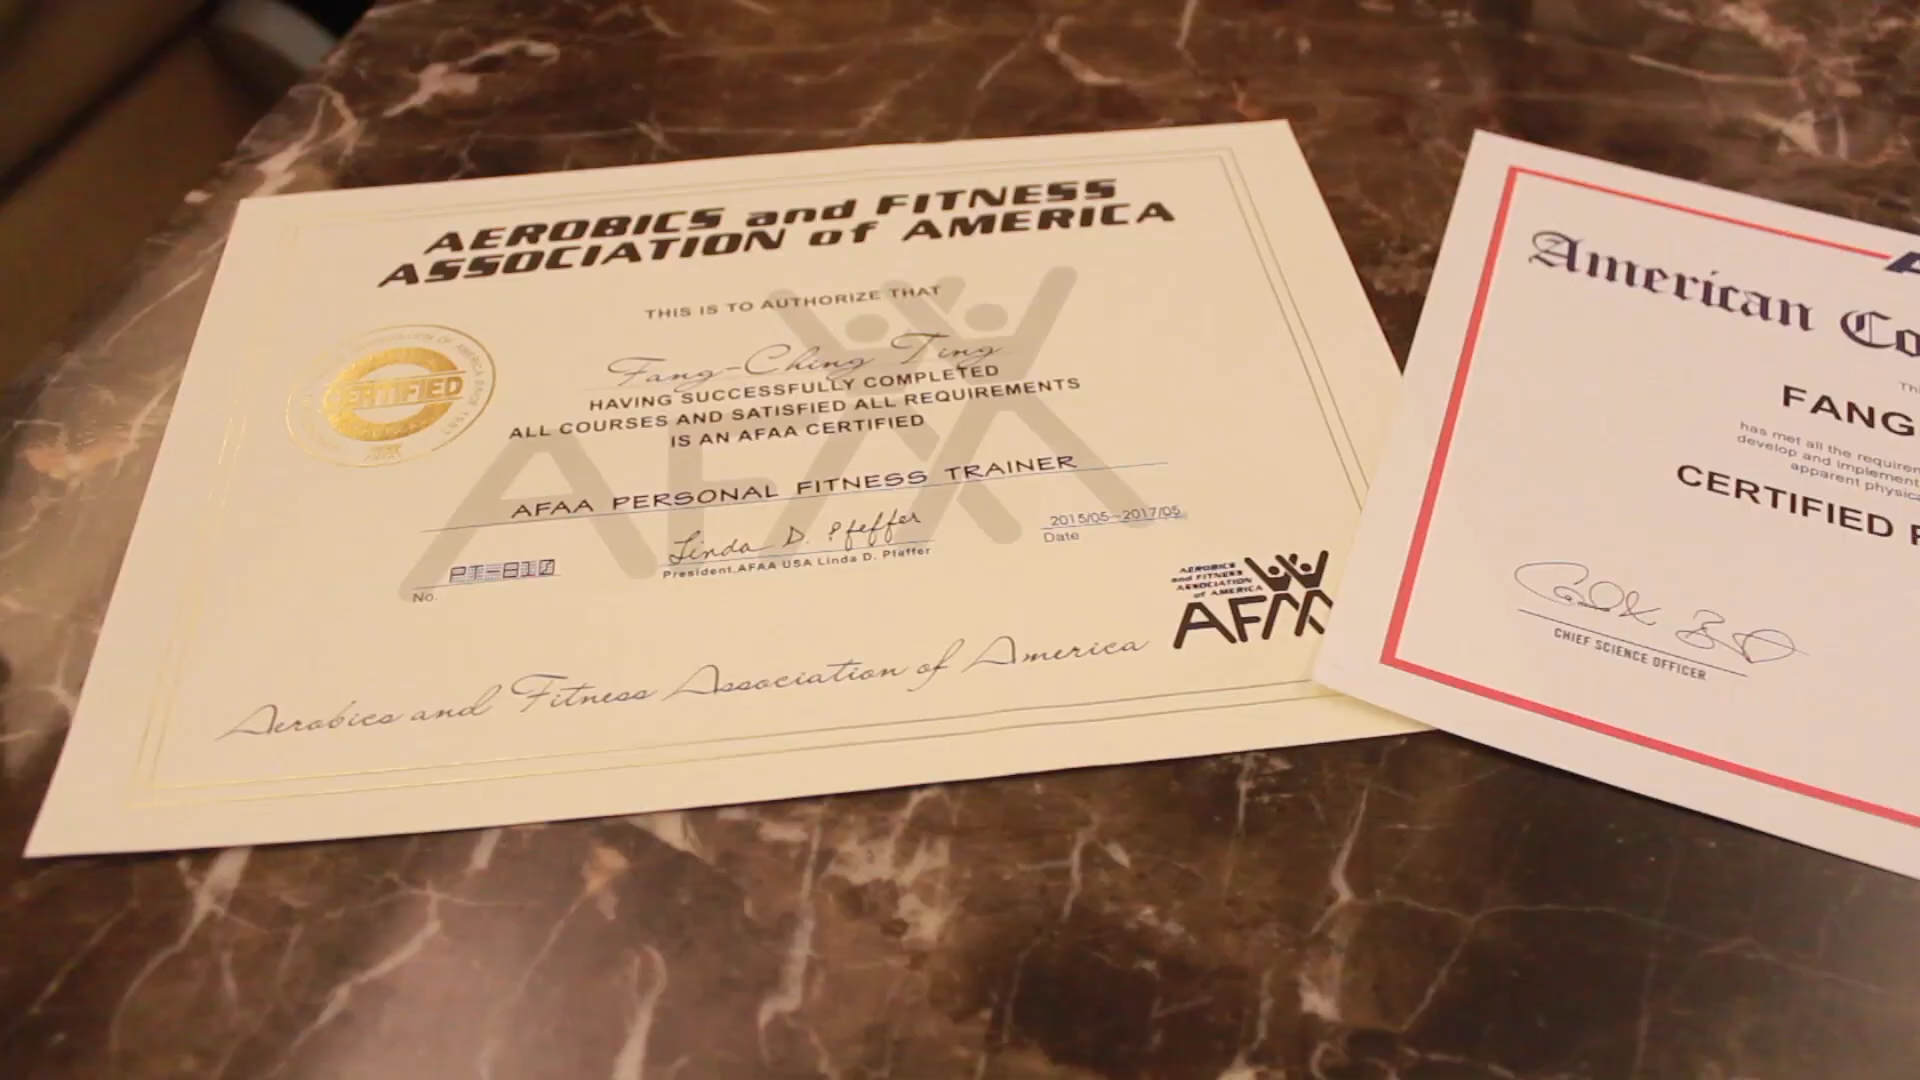 AEROBICS and FITNESS
ASSOCIATION of AMERICA
THIS IS TO AUTHORIZE THAT
Fang-Ching Ting
HAVING SUCCESSFULLY COMPLETED
ALL COURSES AND SATISFIED ALL REQUIREMENTS
IS AN AFAA CERTIFIED
AFAA PERSONAL FITNESS TRAINER
CERTIFIED
No. PT-810
Linda D. Pfeffer
President.AFAA USA Linda D. Pfeffer
2015/05~2017/05
Date
AEROBICS
and FITNESS
ASSOCIATION
of AMERICA
AFAA
Aerobics and Fitness Association of America
American Co
FANG
has met all the requirem
develop and implement
apparent physic
CERTIFIED
CHIEF SCIENCE OFFICER